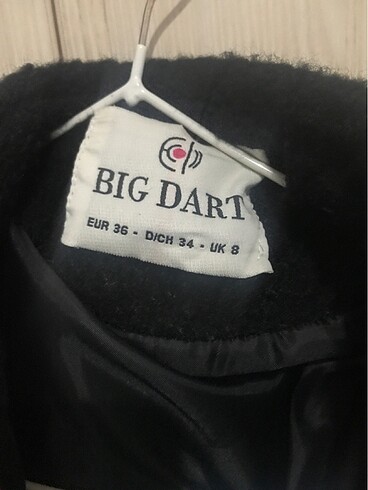 BIG DART
EUR 36 - D/CH 34 - UK 8